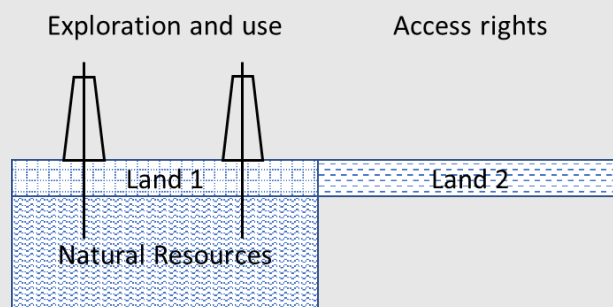 Exploration and use
Access rights
Land 1
Land 2
Natural Resources